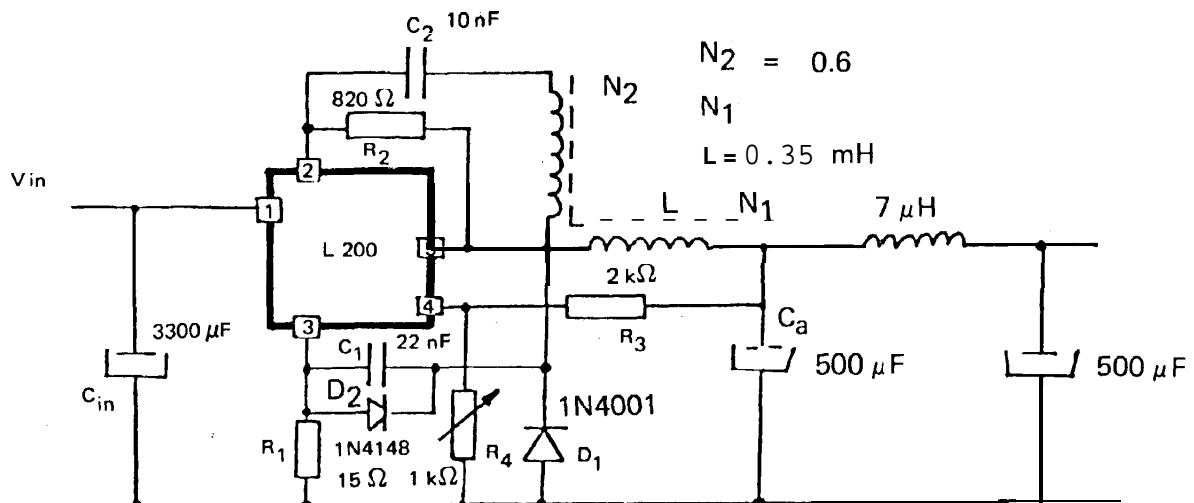 C2 10 nF
N2 = 0.6
N1
L = 0.35 mH
N2
820 Ω
R2
2
Vin
1
L 200
L N1
7 µH
2 kΩ
R3
4
3
3300 µF
Cin
C1 22 nF
D2
1N4148
R1
15 Ω
1 kΩ
R4
1N4001
D1
Ca
500 µF
500 µF